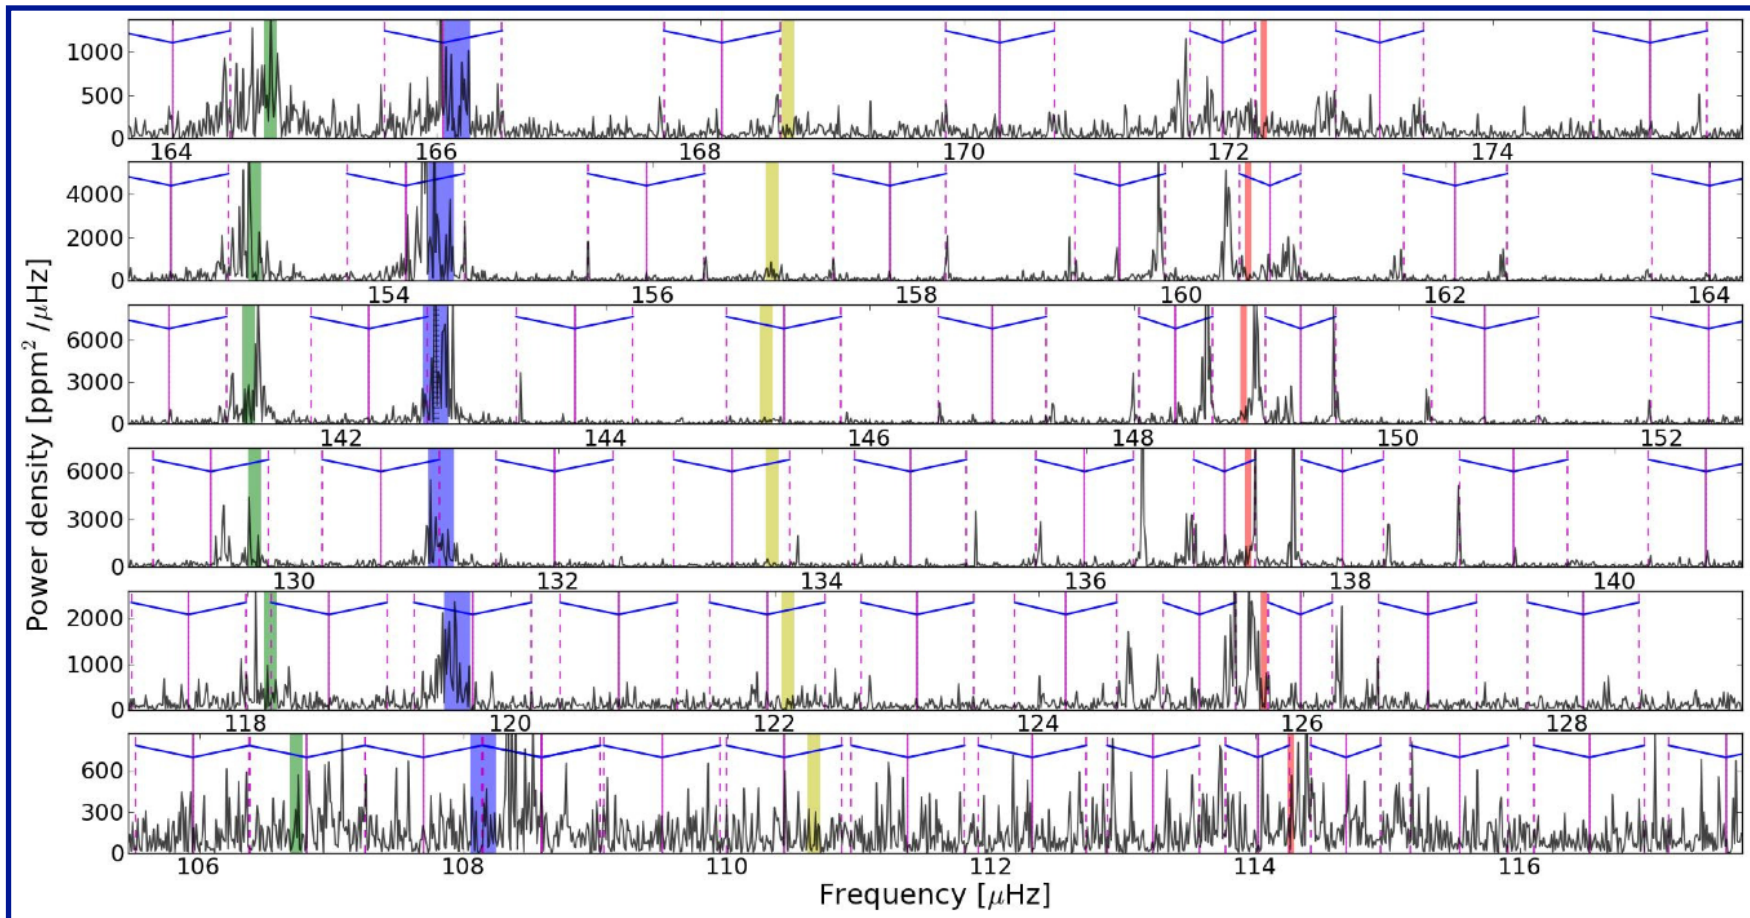 1000
500
0
164 166 168 170 172 174
4000
2000
0
154 156 158 160 162 164
6000
3000
0
142 144 146 148 150 152
6000
3000
0
130 132 134 136 138 140
2000
1000
0
118 120 122 124 126 128
600
300
0
106 108 110 112 114 116
Power density [ppm²/μHz]
Frequency [μHz]